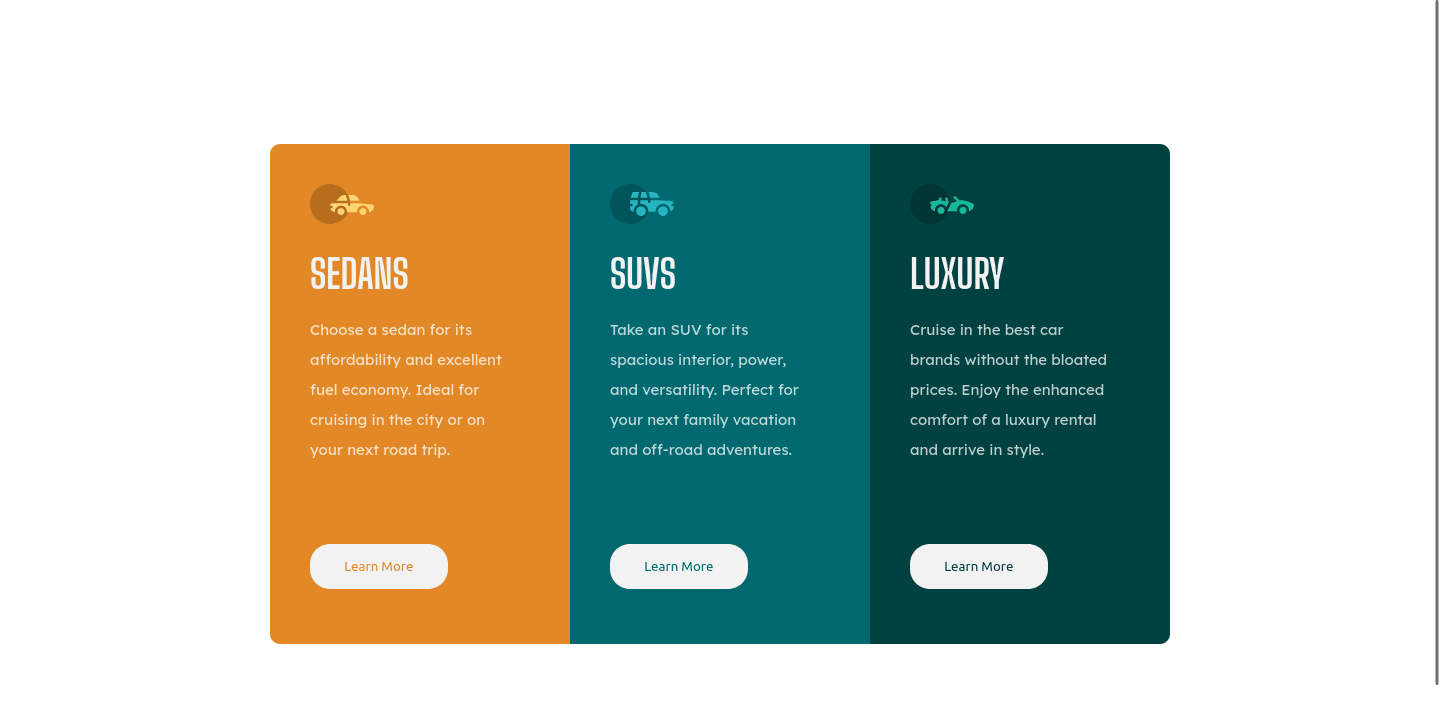 SEDANS
Choose a sedan for its
affordability and excellent
fuel economy. Ideal for
cruising in the city or on
your next road trip.
Learn More
SUVS
Take an SUV for its
spacious interior, power,
and versatility. Perfect for
your next family vacation
and off-road adventures.
Learn More
LUXURY
Cruise in the best car
brands without the bloated
prices. Enjoy the enhanced
comfort of a luxury rental
and arrive in style.
Learn More